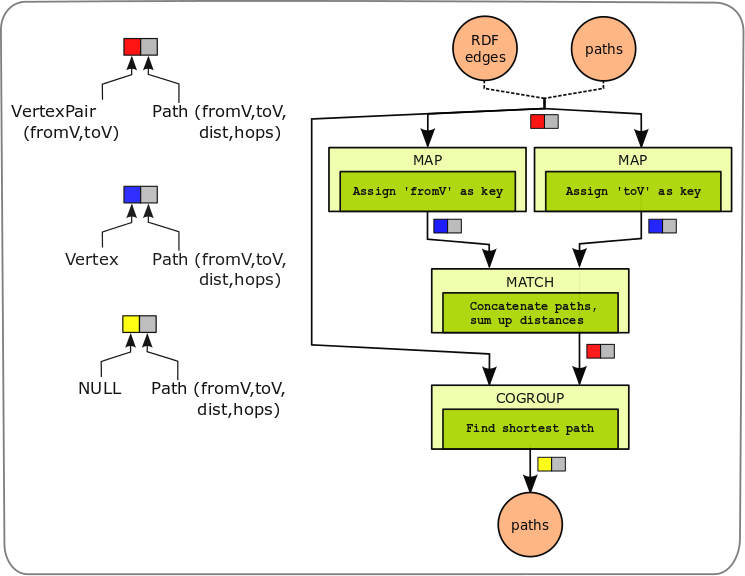 VertexPair
(fromV,toV)
Path (fromV,toV,
dist,hops)
Vertex
Path (fromV,toV,
dist,hops)
NULL
Path (fromV,toV,
dist,hops)
RDF
edges
paths
MAP
Assign 'fromV' as key
MAP
Assign 'toV' as key
MATCH
Concatenate paths,
sum up distances
COGROUP
Find shortest path
paths